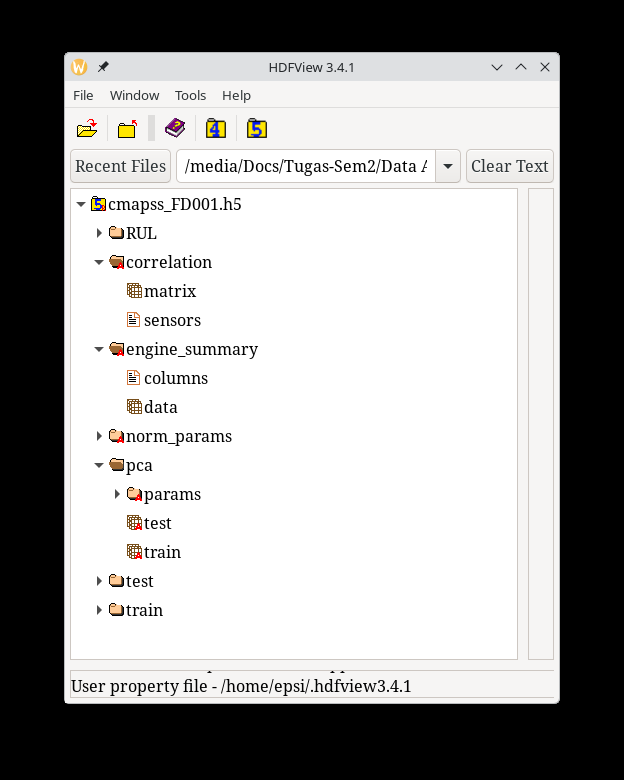 HDFView 3.4.1
File Window Tools Help
4 5
Recent Files /media/Docs/Tugas-Sem2/Data A Clear Text
cmapss_FD001.h5
RUL
correlation
matrix
sensors
engine_summary
columns
data
norm_params
pca
params
test
train
test
train
User property file - /home/epsi/.hdfview3.4.1